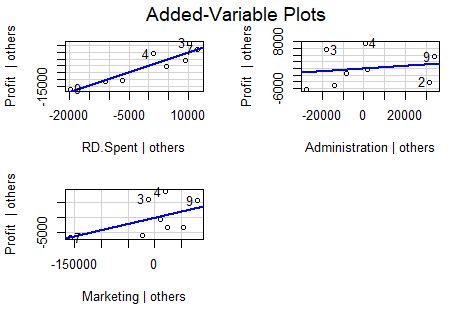 Added-Variable Plots
Profit | others
-15000
3
4
9
-20000 -5000 10000
RD.Spent | others
Profit | others
-6000 8000
3
4
9
2
-20000 0 20000
Administration | others
Profit | others
-5000
3
4
9
7
-150000 0
Marketing | others